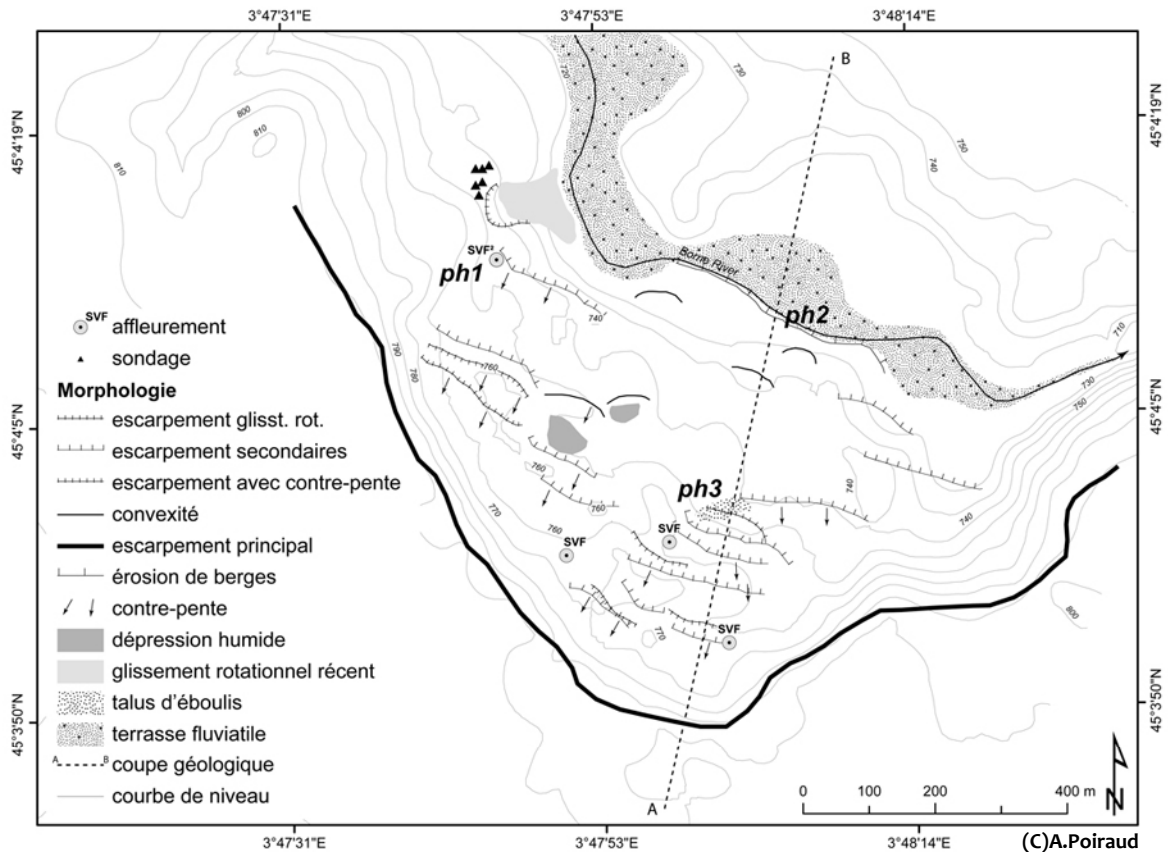 3°47'31"E 3°47'53"E 3°48'14"E
45°4'19"N
45°4'19"N
720
730
750
740
800
810
810
Borne River
SVF²
ph1
ph2
740
710
730
750
790
780
760
45°4'5"N
45°4'5"N
760
740
ph3
760
740
770
760
SVF
SVF
SVF
770
800
45°3'50"N
45°3'50"N
B
A
SVF affleurement
sondage
Morphologie
escarpement glisst. rot.
escarpement secondaires
escarpement avec contre-pente
convexité
escarpement principal
érosion de berges
contre-pente
dépression humide
glissement rotationnel récent
talus d'éboulis
terrasse fluviatile
A B coupe géologique
courbe de niveau
0 100 200 400 m
N
3°47'31"E 3°47'53"E 3°48'14"E
(C)A.Poiraud